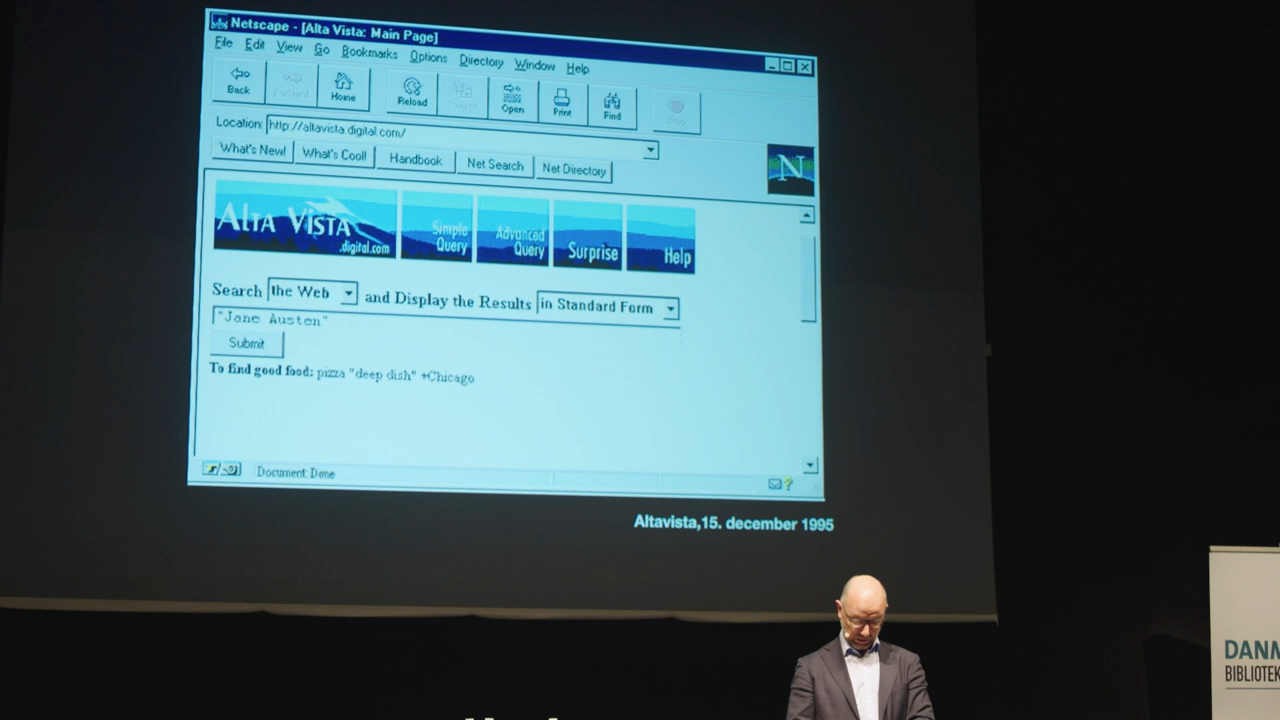 Netscape - [Alta Vista: Main Page]
File Edit View Go Bookmarks Options Directory Window Help
Back Home Reload Open Print Find
Location: http://altavista.digital.com/
What's New! What's Cool! Handbook Net Search Net Directory
N
ALTA VISTA
.digital.com
Simple Query
Advanced Query
Surprise
Help
Search the Web and Display the Results in Standard Form
"Jane Austen"
Submit
To find good food: pizza "deep dish" +Chicago
Document: Done
Altavista,15. december 1995
DANM
BIBLIOTEK